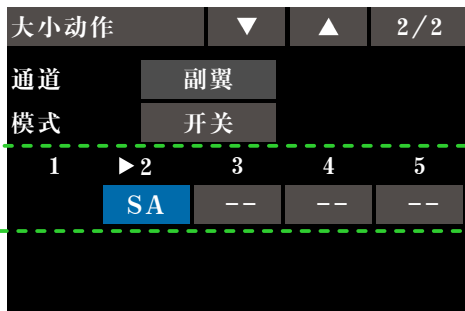 大小动作 ▼ ▲ 2/2
通道 副翼
模式 开关
1 ▶2 3 4 5
SA -- -- --